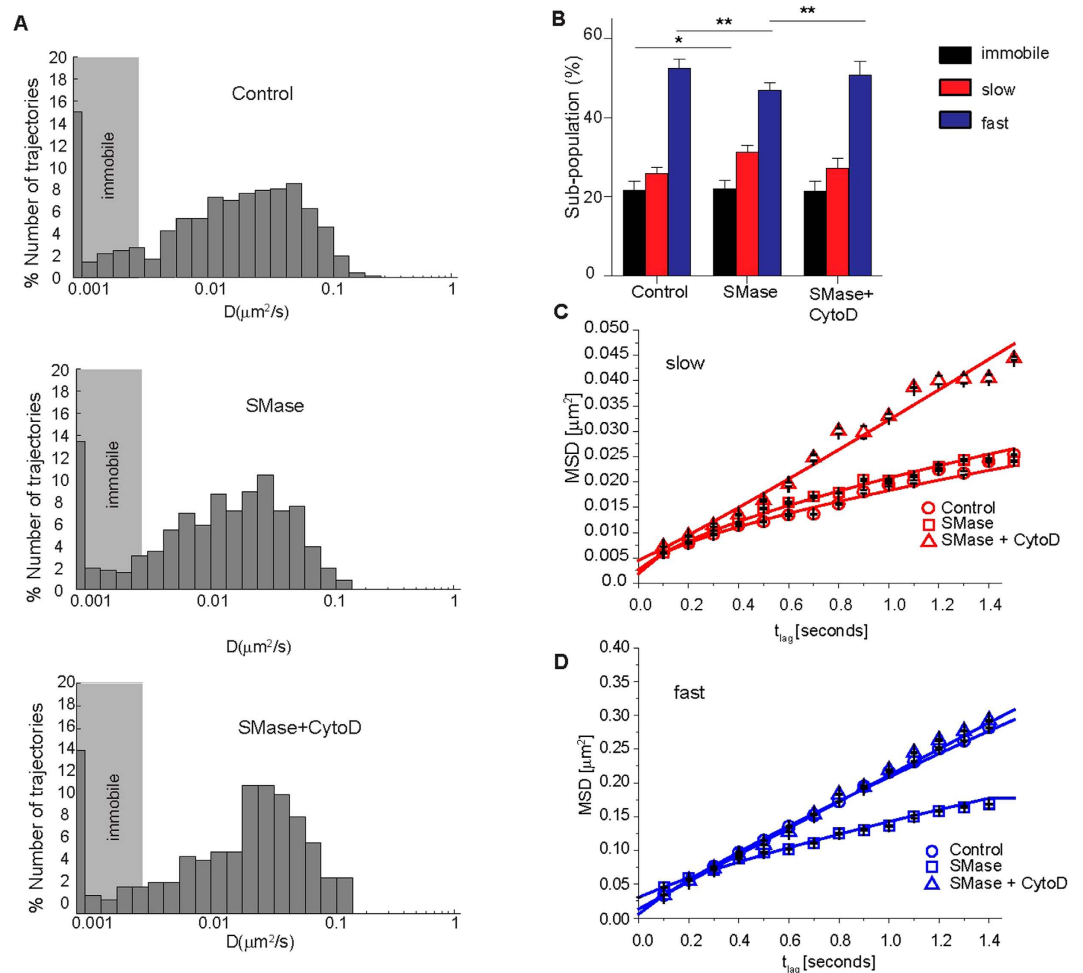 A
20
18
16
14
12
10
8
6
4
2
0
% Number of trajectories
immobile
Control
0.001
0.01
0.1
1
D(μm²/s)
20
18
16
14
12
10
8
6
4
2
0
% Number of trajectories
immobile
SMase
0.001
0.01
0.1
1
D(μm²/s)
20
18
16
14
12
10
8
6
4
2
0
% Number of trajectories
immobile
SMase+CytoD
0.001
0.01
0.1
1
D(μm²/s)
B
60
40
20
0
Sub-population (%)
*
**
**
immobile
slow
fast
Control
SMase
SMase+
CytoD
C
0.050
0.045
0.040
0.035
0.030
0.025
0.020
0.015
0.010
0.005
0.0
MSD [μm²]
slow
Control
SMase
SMase + CytoD
0.0 0.2 0.4 0.6 0.8 1.0 1.2 1.4
tlag [seconds]
D
0.40
0.35
0.30
0.25
0.20
0.15
0.10
0.05
0.00
MSD [μm²]
fast
Control
SMase
SMase + CytoD
0.0 0.2 0.4 0.6 0.8 1.0 1.2 1.4
tlag [seconds]